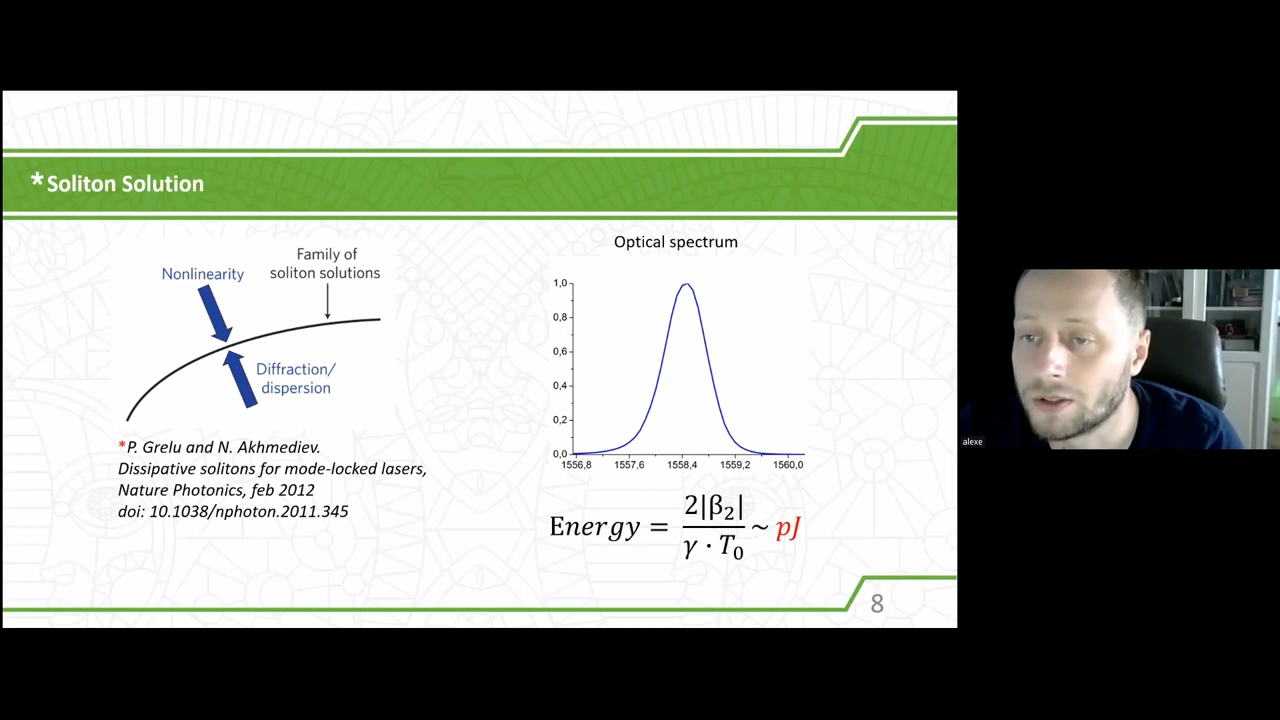 *Soliton Solution
Family of
soliton solutions
Nonlinearity
Diffraction/
dispersion
*P. Grelu and N. Akhmediev.
Dissipative solitons for mode-locked lasers,
Nature Photonics, feb 2012
doi: 10.1038/nphoton.2011.345
Optical spectrum
1,0
0,8
0,6
0,4
0,2
0,0
1556,8 1557,6 1558,4 1559,2 1560,0
Energy = 2|β₂| / γ · T₀ ~ pJ
8
alexe